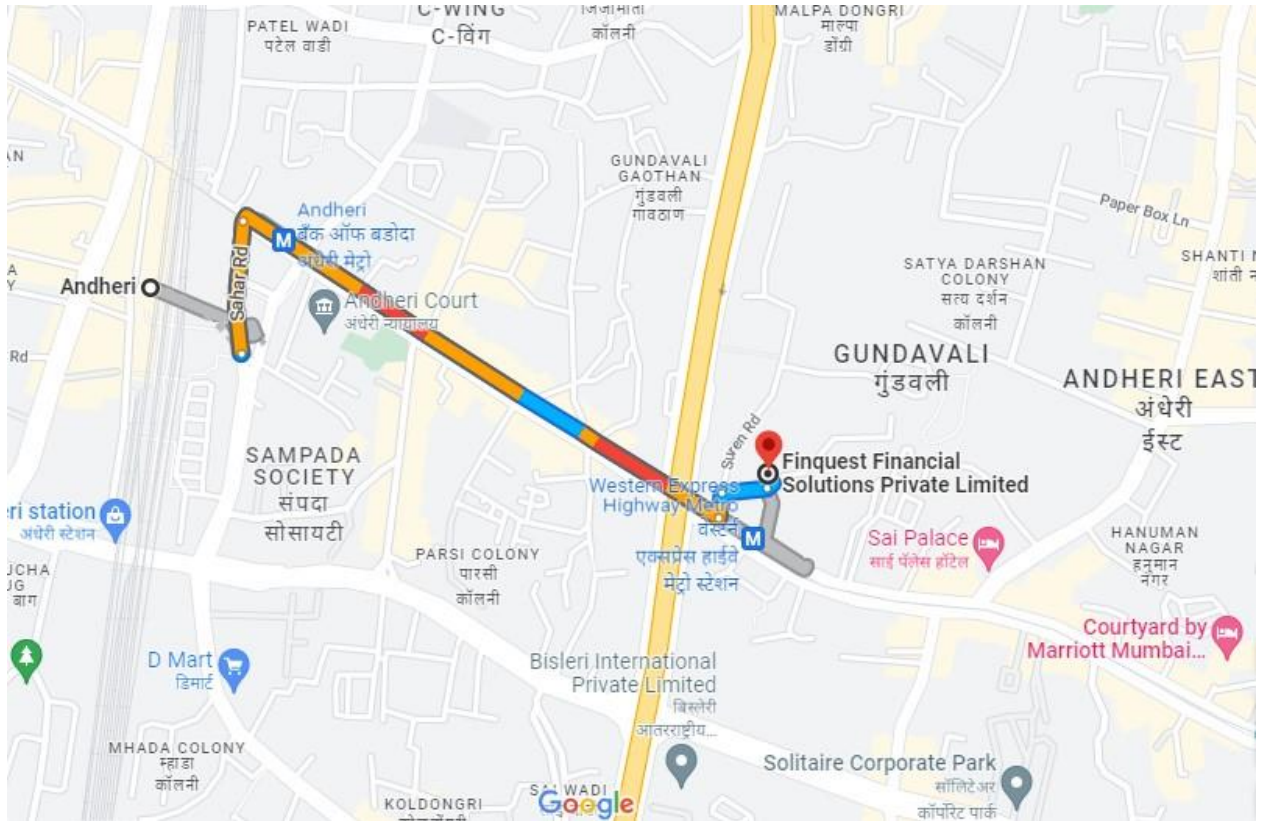 PATEL WADI
पटेल वाडी
C-WING
C-विंग
जिजामाता
कॉलनी
MALPA DONGRI
माल्पा
डोंगरी
AN
GUNDAVALI
GAOTHAN
गुंडवली
गावठाण
Paper Box Ln
Andheri
बँक ऑफ बडोदा
अंधेरी मेट्रो
M
Sahar Rd
Andheri
SATYA DARSHAN
COLONY
सत्य दर्शन
कॉलनी
SHANTI N
शांती न
A
Y
Andheri Court
अंधेरी न्यायालय
Rd
GUNDAVALI
गुंडवली
ANDHERI EAST
अंधेरी
ईस्ट
SAMPADA
SOCIETY
संपदा
सोसायटी
Suren Rd
Finquest Financial
Solutions Private Limited
Western Express
Highway Metro
वेस्टर्न
एक्सप्रेस हाईवे
मेट्रो स्टेशन
M
ri station
अंधेरी स्टेशन
Sai Palace
साई पॅलेस हॉटेल
HANUMAN
NAGAR
हनुमान
नगर
PARSI COLONY
पारसी
कॉलनी
UCHA
UG
बाग
D Mart
डिमार्ट
Courtyard by
Marriott Mumbai...
Bisleri International
Private Limited
बिस्लेरी
आतरराष्ट्रीय...
MHADA COLONY
म्हाडा
कॉलनी
Solitaire Corporate Park
सॉलिटेअर
कॉर्पोरेट पार्क
KOLDONGRI
WADI
Google